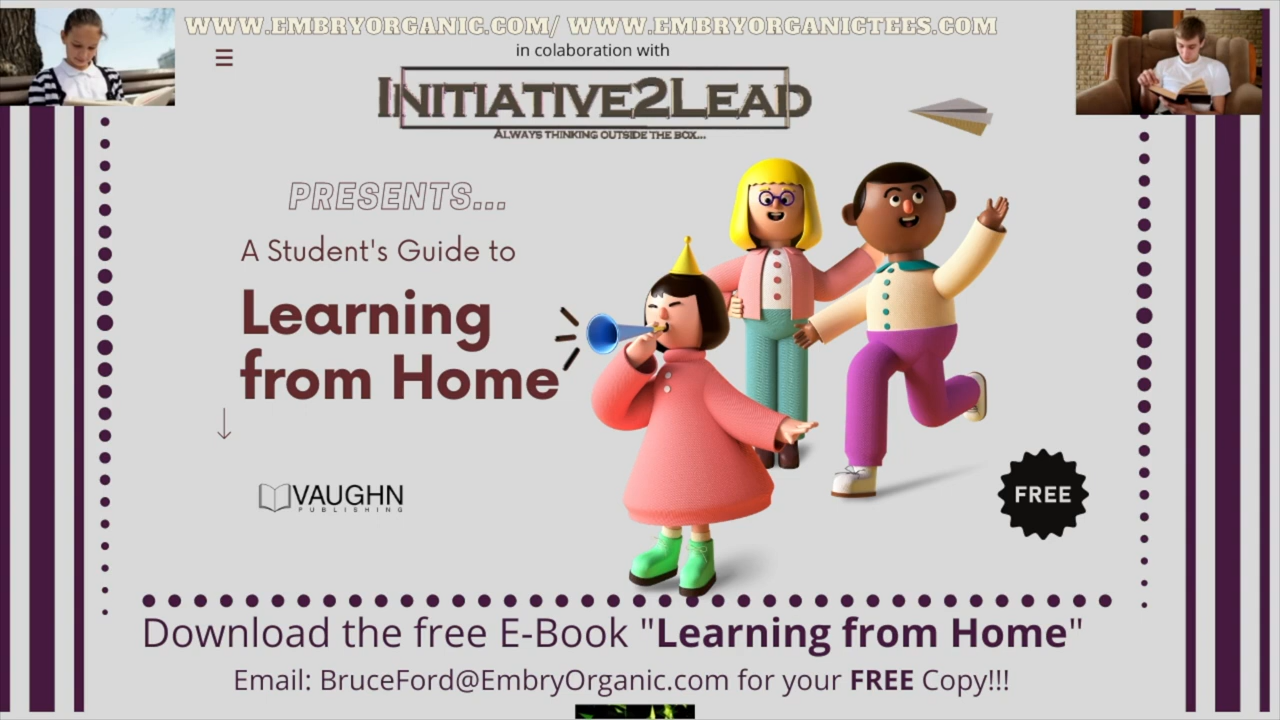 WWW.EMBRYORGANIC.COM/ WWW.EMBRYORGANICTEES.COM
in colaboration with
INITIATIVE2LEAD
ALWAYS THINKING OUTSIDE THE BOX...
PRESENTS...
A Student's Guide to
Learning
from Home
VAUGHN
PUBLISHING
FREE
Download the free E-Book "Learning from Home"
Email: BruceFord@EmbryOrganic.com for your FREE Copy!!!